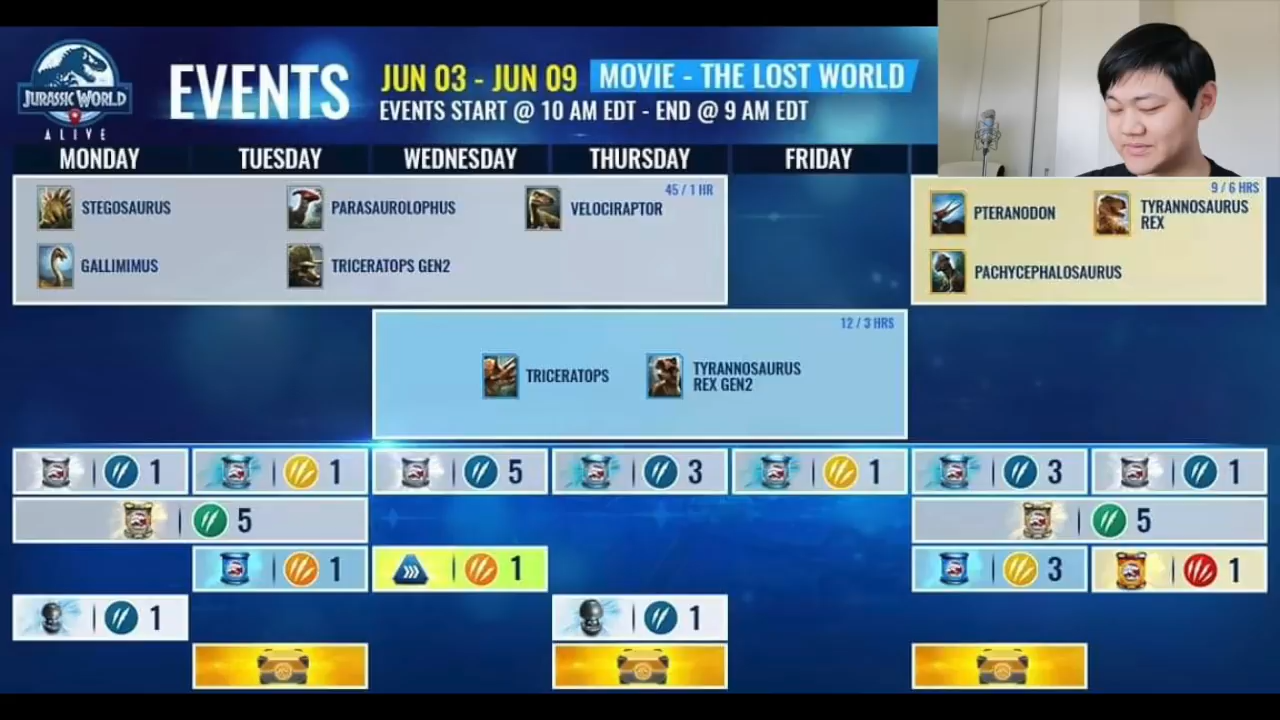 JURASSIC WORLD
ALIVE
EVENTS
JUN 03 - JUN 09 MOVIE - THE LOST WORLD
EVENTS START @ 10 AM EDT - END @ 9 AM EDT
MONDAY TUESDAY WEDNESDAY THURSDAY FRIDAY
45 / 1 HR
STEGOSAURUS PARASAUROLOPHUS VELOCIRAPTOR
GALLIMIMUS TRICERATOPS GEN2
9 / 6 HRS
PTERANODON TYRANNOSAURUS
REX
PACHYCEPHALOSAURUS
12 / 3 HRS
TRICERATOPS TYRANNOSAURUS
REX GEN2
1 1 5 3 1 3 1
5 5
1 1 3 1
1 1